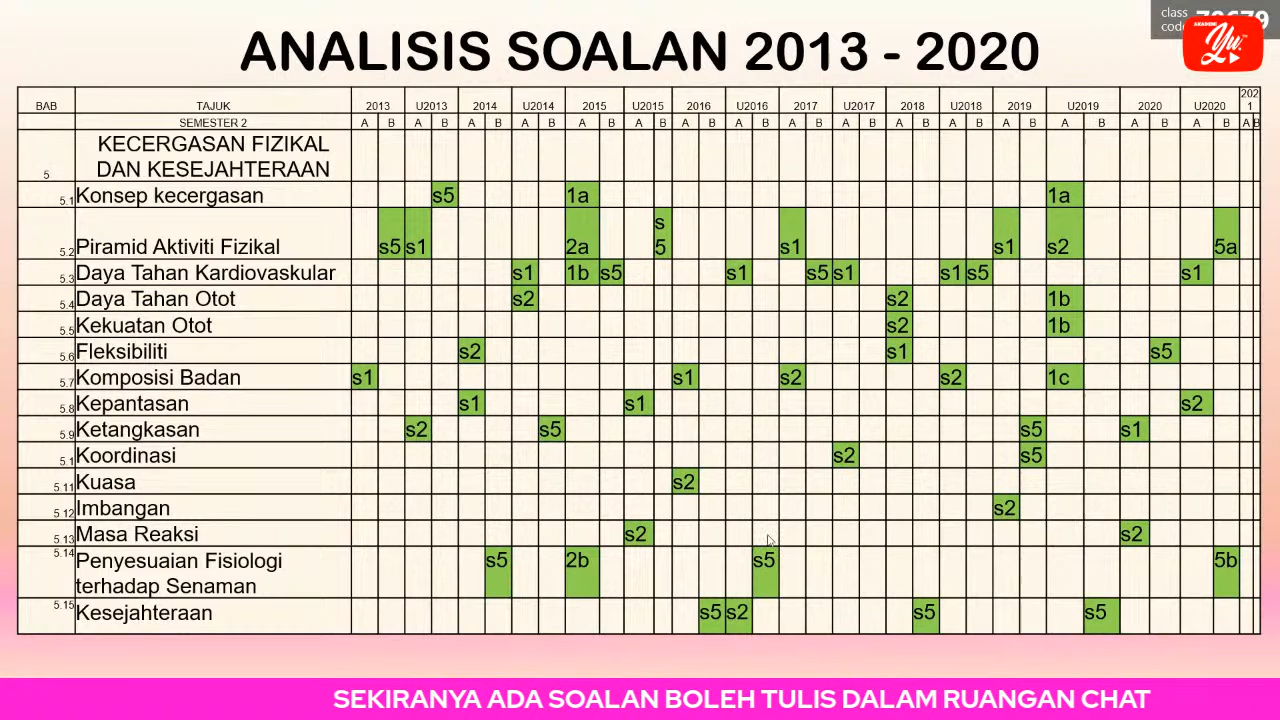 class
code
ANALISIS SOALAN 2013 - 2020
AKADEMI Yu.
BAB TAJUK 2013 U2013 2014 U2014 2015 U2015 2016 U2016 2017 U2017 2018 U2018 2019 U2019 2020 U2020 2021
SEMESTER 2 A B A B A B A B A B A B A B A B A B A B A B A B A B A B A B A B A B
5 KECERGASAN FIZIKAL
DAN KESEJAHTERAAN
5.1 Konsep kecergasan s5 1a 1a
5.2 Piramid Aktiviti Fizikal s5 s1 2a s5 s1 s1 s2 5a
5.3 Daya Tahan Kardiovaskular s1 1b s5 s1 s5 s1 s1 s5 s1
5.4 Daya Tahan Otot s2 s2 1b
5.5 Kekuatan Otot s2 1b
5.6 Fleksibiliti s2 s1 s5
5.7 Komposisi Badan s1 s1 s2 s2 1c
5.8 Kepantasan s1 s1 s2
5.9 Ketangkasan s2 s5 s5 s1
5.1 Koordinasi s2 s5
5.11 Kuasa s2
5.12 Imbangan s2
5.13 Masa Reaksi s2 s2
5.14 Penyesuaian Fisiologi s5 2b s5 5b
terhadap Senaman
5.15 Kesejahteraan s5 s2 s5 s5
SEKIRANYA ADA SOALAN BOLEH TULIS DALAM RUANGAN CHAT